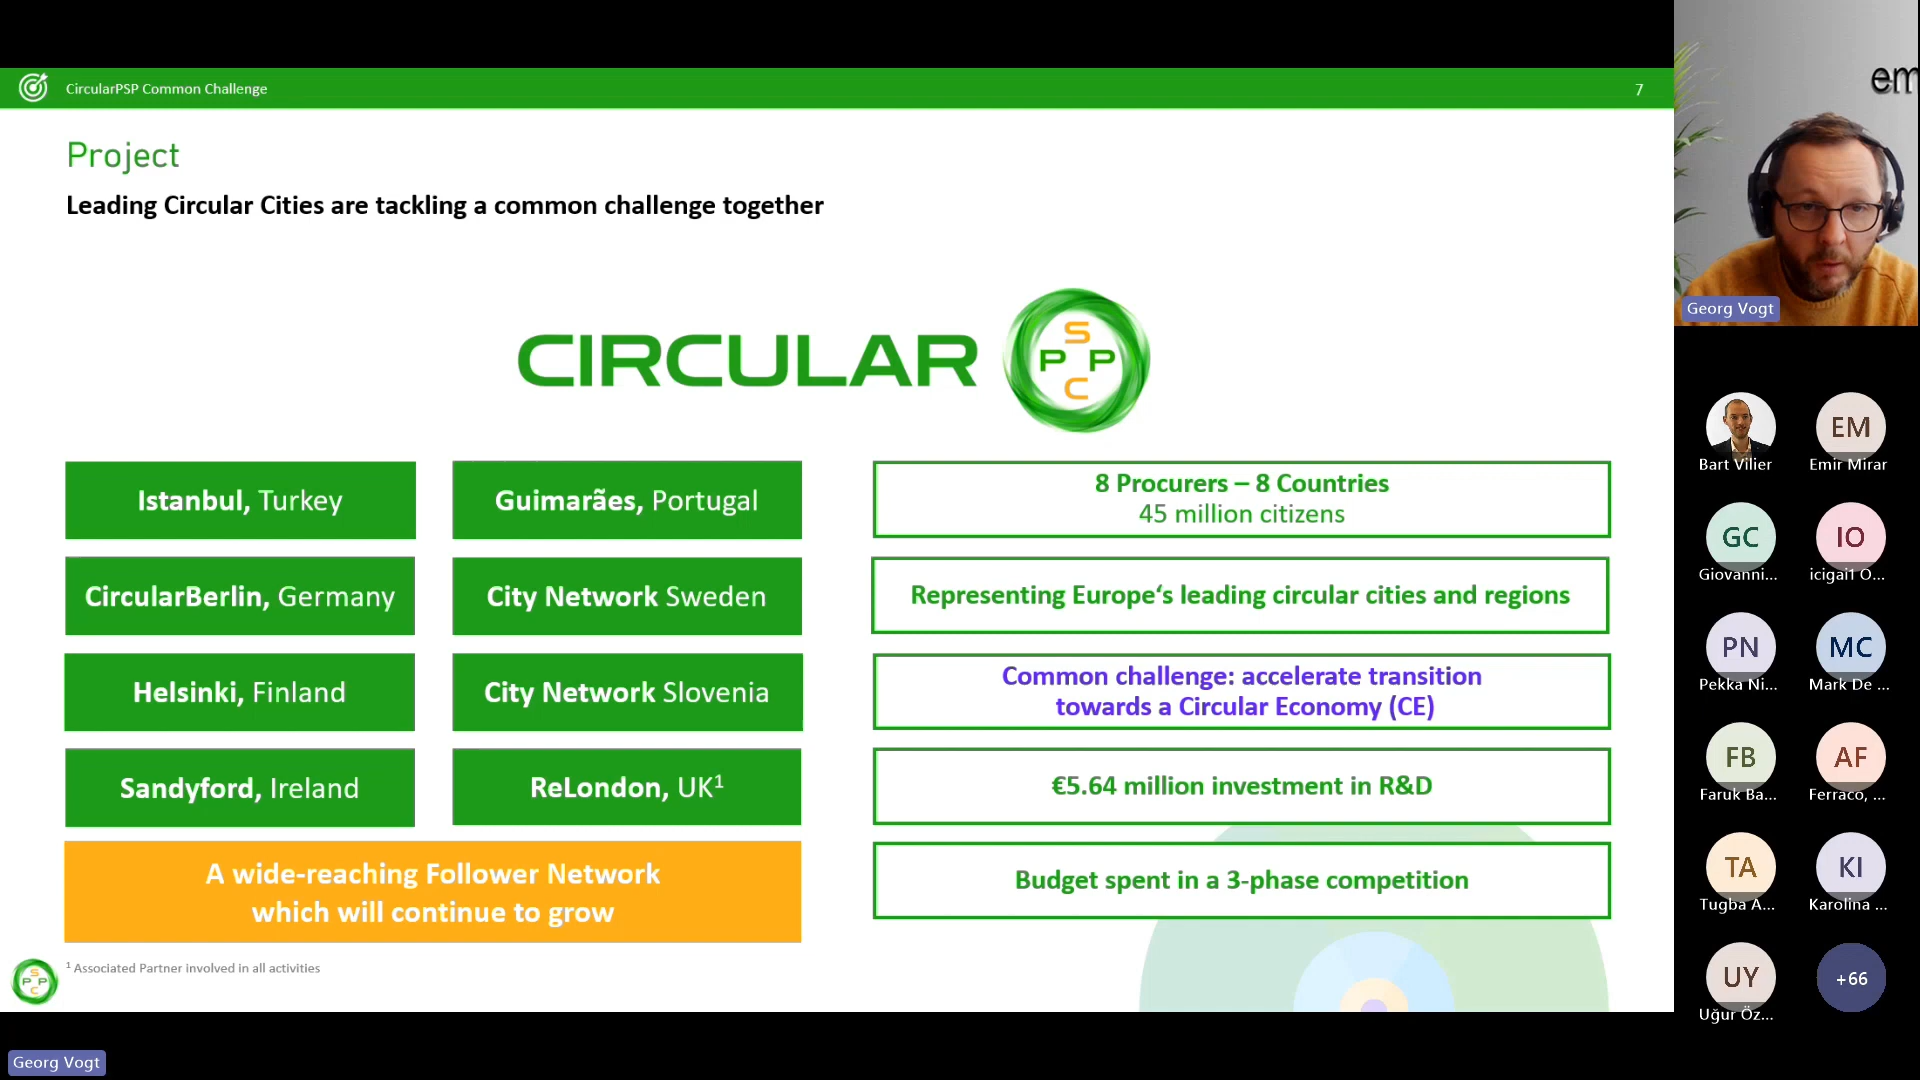 CircularPSP Common Challenge
7
Project
Leading Circular Cities are tackling a common challenge together
CIRCULAR
S
P P
C
Istanbul, Turkey
Guimarães, Portugal
CircularBerlin, Germany
City Network Sweden
Helsinki, Finland
City Network Slovenia
Sandyford, Ireland
ReLondon, UK¹
A wide-reaching Follower Network
which will continue to grow
8 Procurers – 8 Countries
45 million citizens
Representing Europe‘s leading circular cities and regions
Common challenge: accelerate transition
towards a Circular Economy (CE)
€5.64 million investment in R&D
Budget spent in a 3-phase competition
S
P P
C
¹ Associated Partner involved in all activities
Georg Vogt
em
Georg Vogt
Bart Vilier
EM
Emir Mirar
GC
Giovanni...
IO
icigai1 O...
PN
Pekka Ni...
MC
Mark De ...
FB
Faruk Ba...
AF
Ferraco, ...
TA
Tugba A...
KI
Karolina ...
UY
Uğur Öz...
+66